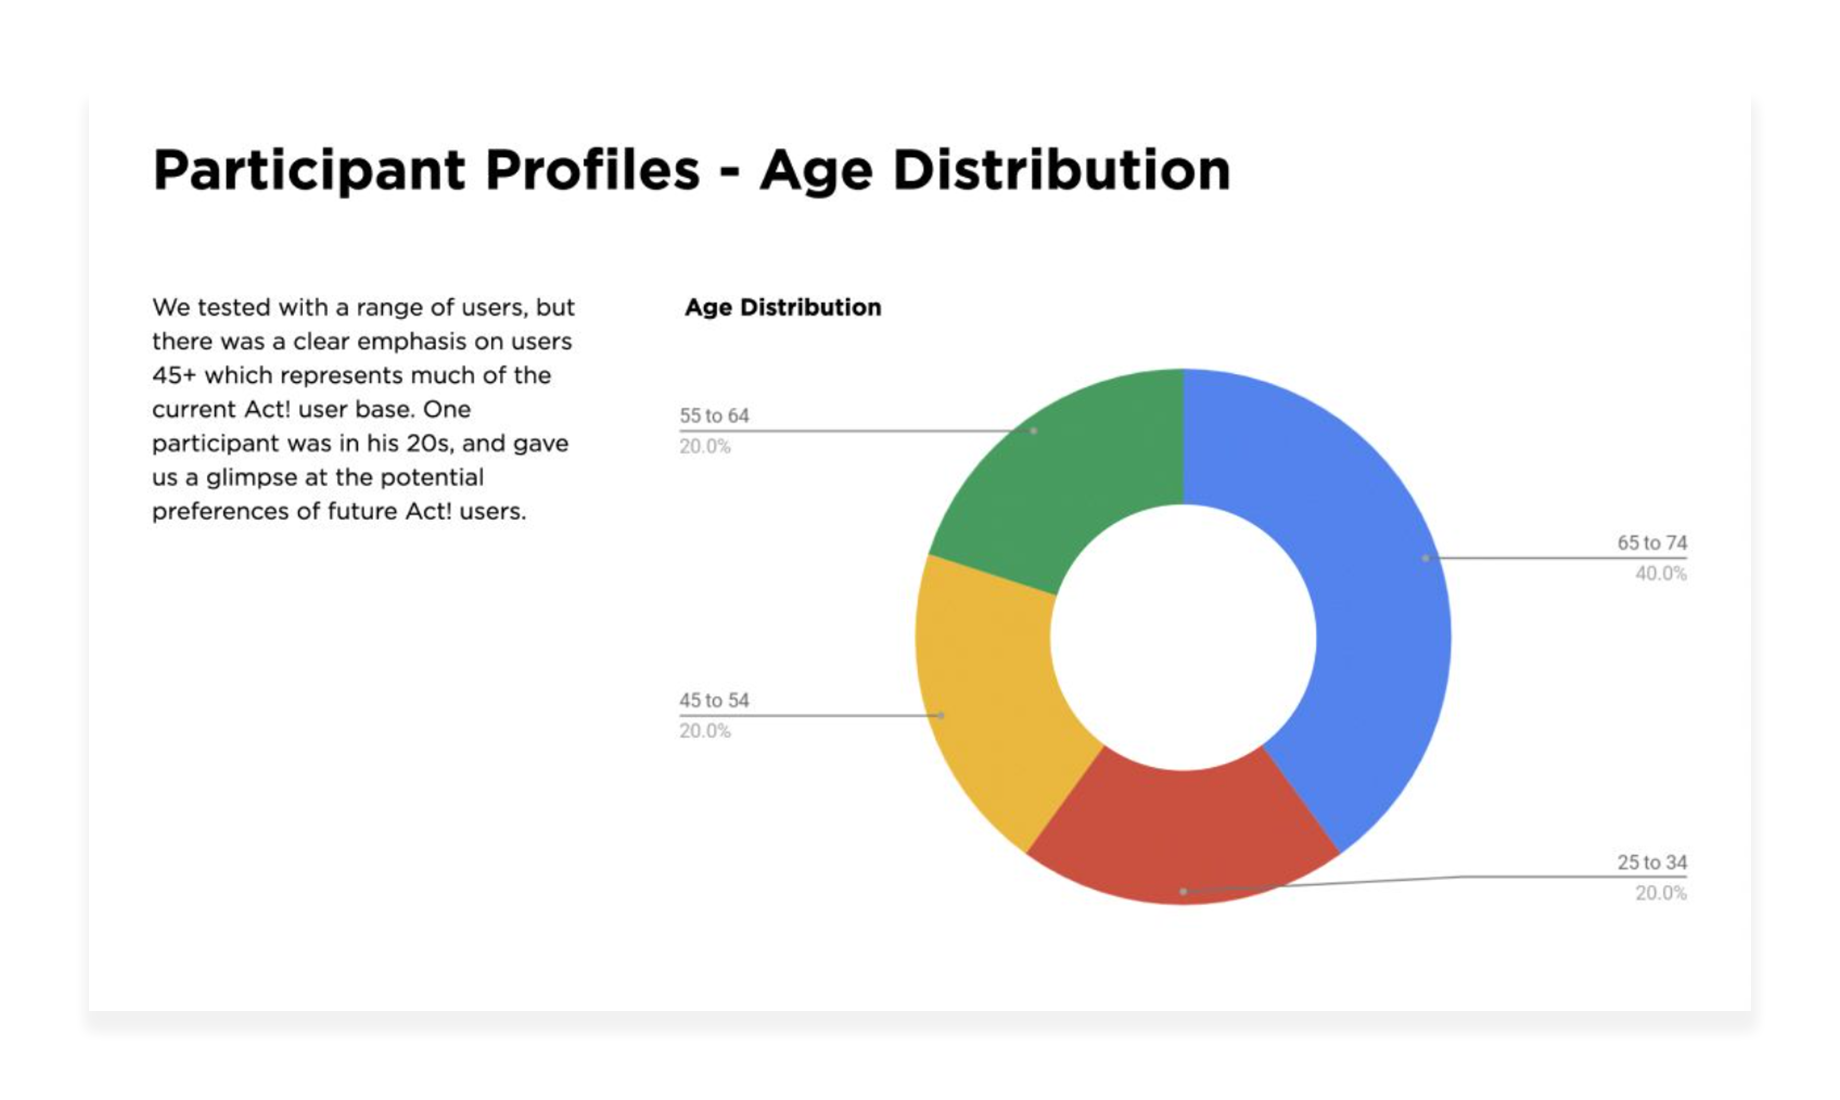 Participant Profiles - Age Distribution
We tested with a range of users, but
there was a clear emphasis on users
45+ which represents much of the
current Act! user base. One
participant was in his 20s, and gave
us a glimpse at the potential
preferences of future Act! users.
Age Distribution
55 to 64
20.0%
65 to 74
40.0%
45 to 54
20.0%
25 to 34
20.0%